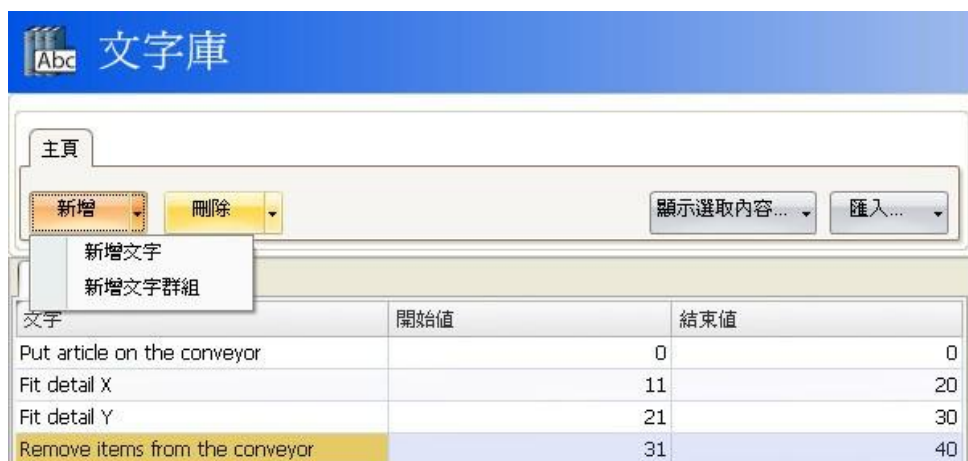 Abc 文字庫
主頁
新增 刪除 顯示選取內容... 匯入...
新增文字
新增文字群組
文字 開始值 結束值
Put article on the conveyor 0 0
Fit detail X 11 20
Fit detail Y 21 30
Remove items from the conveyor 31 40